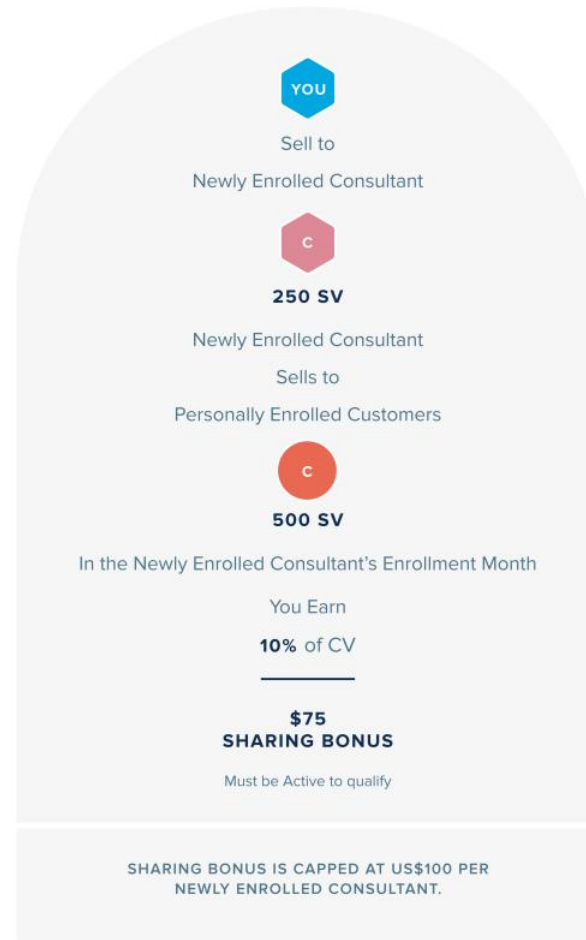 YOU
Sell to
Newly Enrolled Consultant
C
250 SV
Newly Enrolled Consultant
Sells to
Personally Enrolled Customers
C
500 SV
In the Newly Enrolled Consultant’s Enrollment Month
You Earn
10% of CV
$75
SHARING BONUS
Must be Active to qualify
SHARING BONUS IS CAPPED AT US$100 PER
NEWLY ENROLLED CONSULTANT.